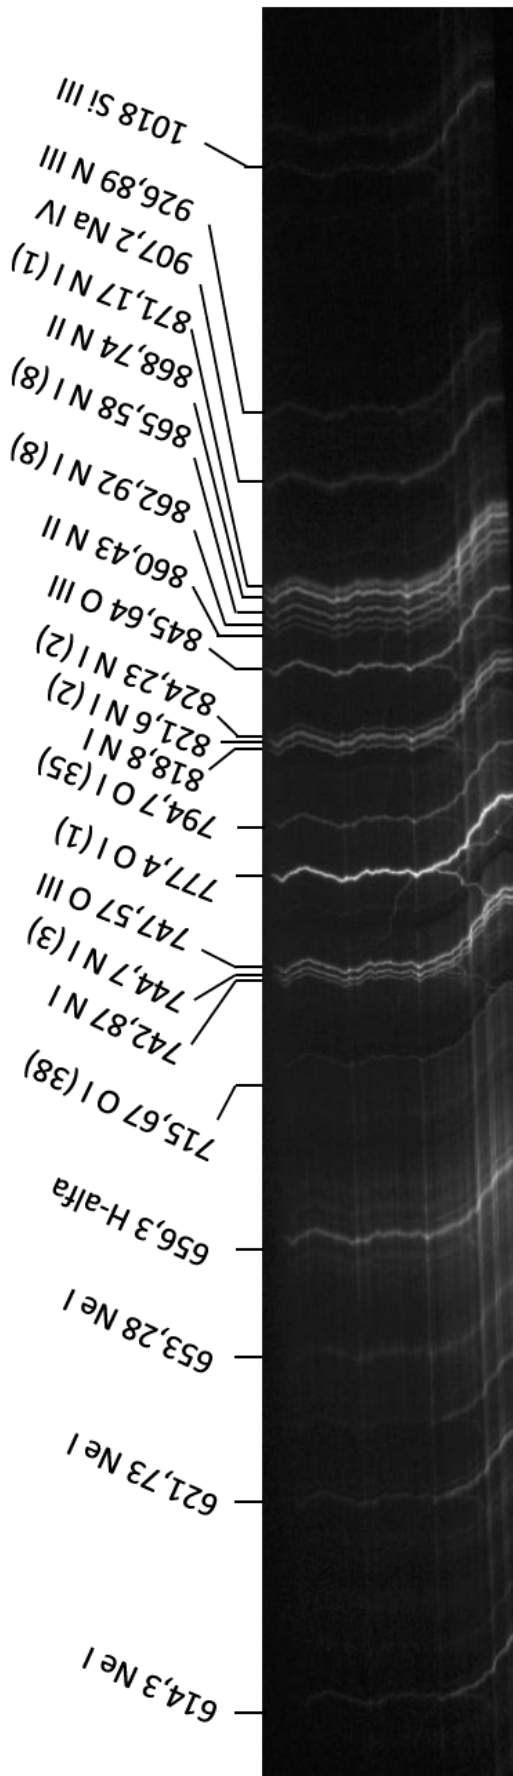 614,3 Ne I
621,73 Ne I
653,28 Ne I
656,3 H-alfa
715,67 O I (38)
742,87 N I
744,7 N I (3)
747,57 O III
777,4 O I (1)
794,7 O I (35)
818,8 N I
821,6 N I (2)
824,23 N I (2)
845,64 O III
860,43 N II
862,92 N I (8)
865,58 N I (8)
868,74 N II
871,17 N I (1)
907,2 Na IV
926,89 N III
1018 Si III